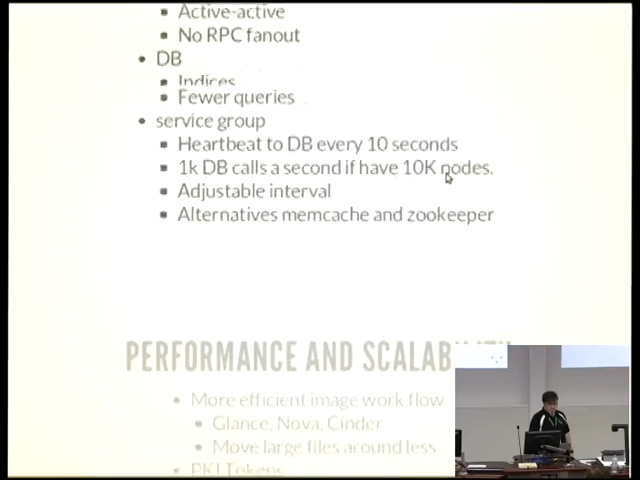 Active-active
No RPC fanout
DB
Indices
Fewer queries
service group
Heartbeat to DB every 10 seconds
1k DB calls a second if have 10K nodes.
Adjustable interval
Alternatives memcache and zookeeper
PERFORMANCE AND SCALAB
More efficient image work flow
Glance, Nova, Cinder
Move large files around less
PKI Tokens